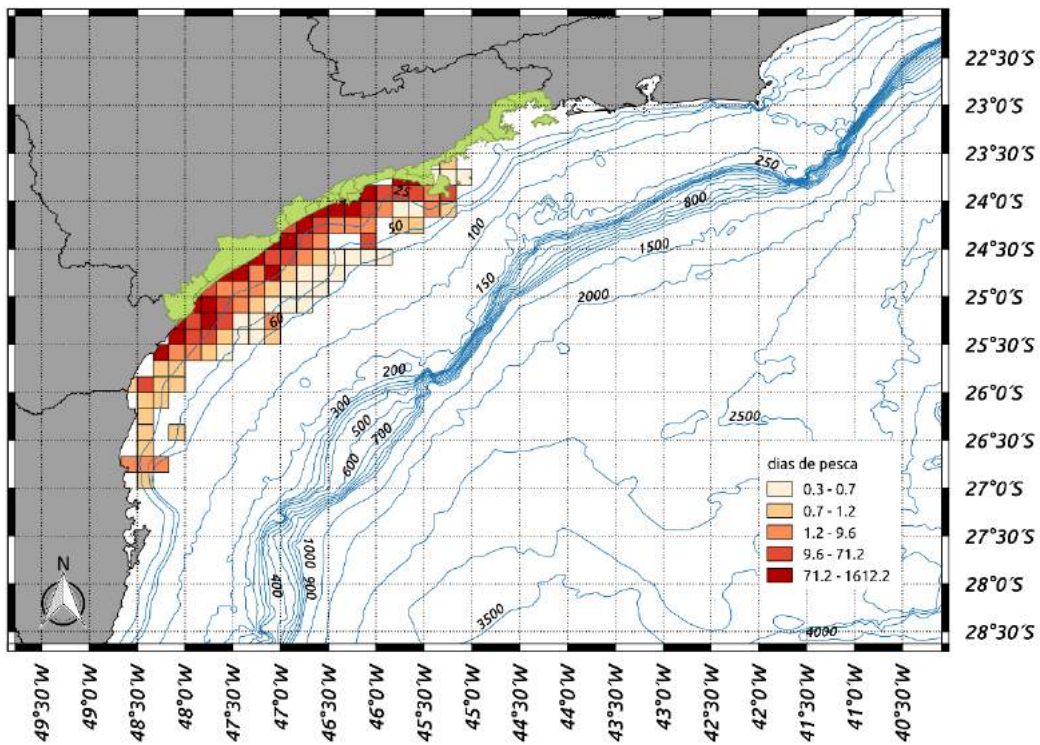 22°30´S
23°0´S
23°30´S
24°0´S
24°30´S
25°0´S
25°30´S
26°0´S
26°30´S
27°0´S
27°30´S
28°0´S
28°30´S
25
50
60
100
150
200
250
300
400
500
600
700
800
900
1000
1500
2000
2500
3500
4000
dias de pesca
0.3 - 0.7
0.7 - 1.2
1.2 - 9.6
9.6 - 71.2
71.2 - 1612.2
N
49°30´W
49°0´W
48°30´W
48°0´W
47°30´W
47°0´W
46°30´W
46°0´W
45°30´W
45°0´W
44°30´W
44°0´W
43°30´W
43°0´W
42°30´W
42°0´W
41°30´W
41°0´W
40°30´W